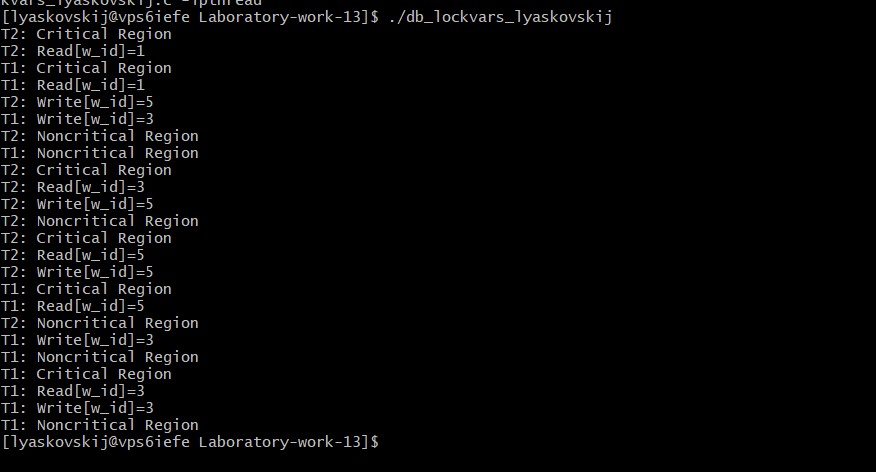 kvars_lyaskovskij.c -lpthread
[lyaskovskij@vps6iefe Laboratory-work-13]$ ./db_lockvars_lyaskovskij
T2: Critical Region
T2: Read[w_id]=1
T1: Critical Region
T1: Read[w_id]=1
T2: Write[w_id]=5
T1: Write[w_id]=3
T2: Noncritical Region
T1: Noncritical Region
T2: Critical Region
T2: Read[w_id]=3
T2: Write[w_id]=5
T2: Noncritical Region
T2: Critical Region
T2: Read[w_id]=5
T2: Write[w_id]=5
T1: Critical Region
T1: Read[w_id]=5
T2: Noncritical Region
T1: Write[w_id]=3
T1: Noncritical Region
T1: Critical Region
T1: Read[w_id]=3
T1: Write[w_id]=3
T1: Noncritical Region
[lyaskovskij@vps6iefe Laboratory-work-13]$